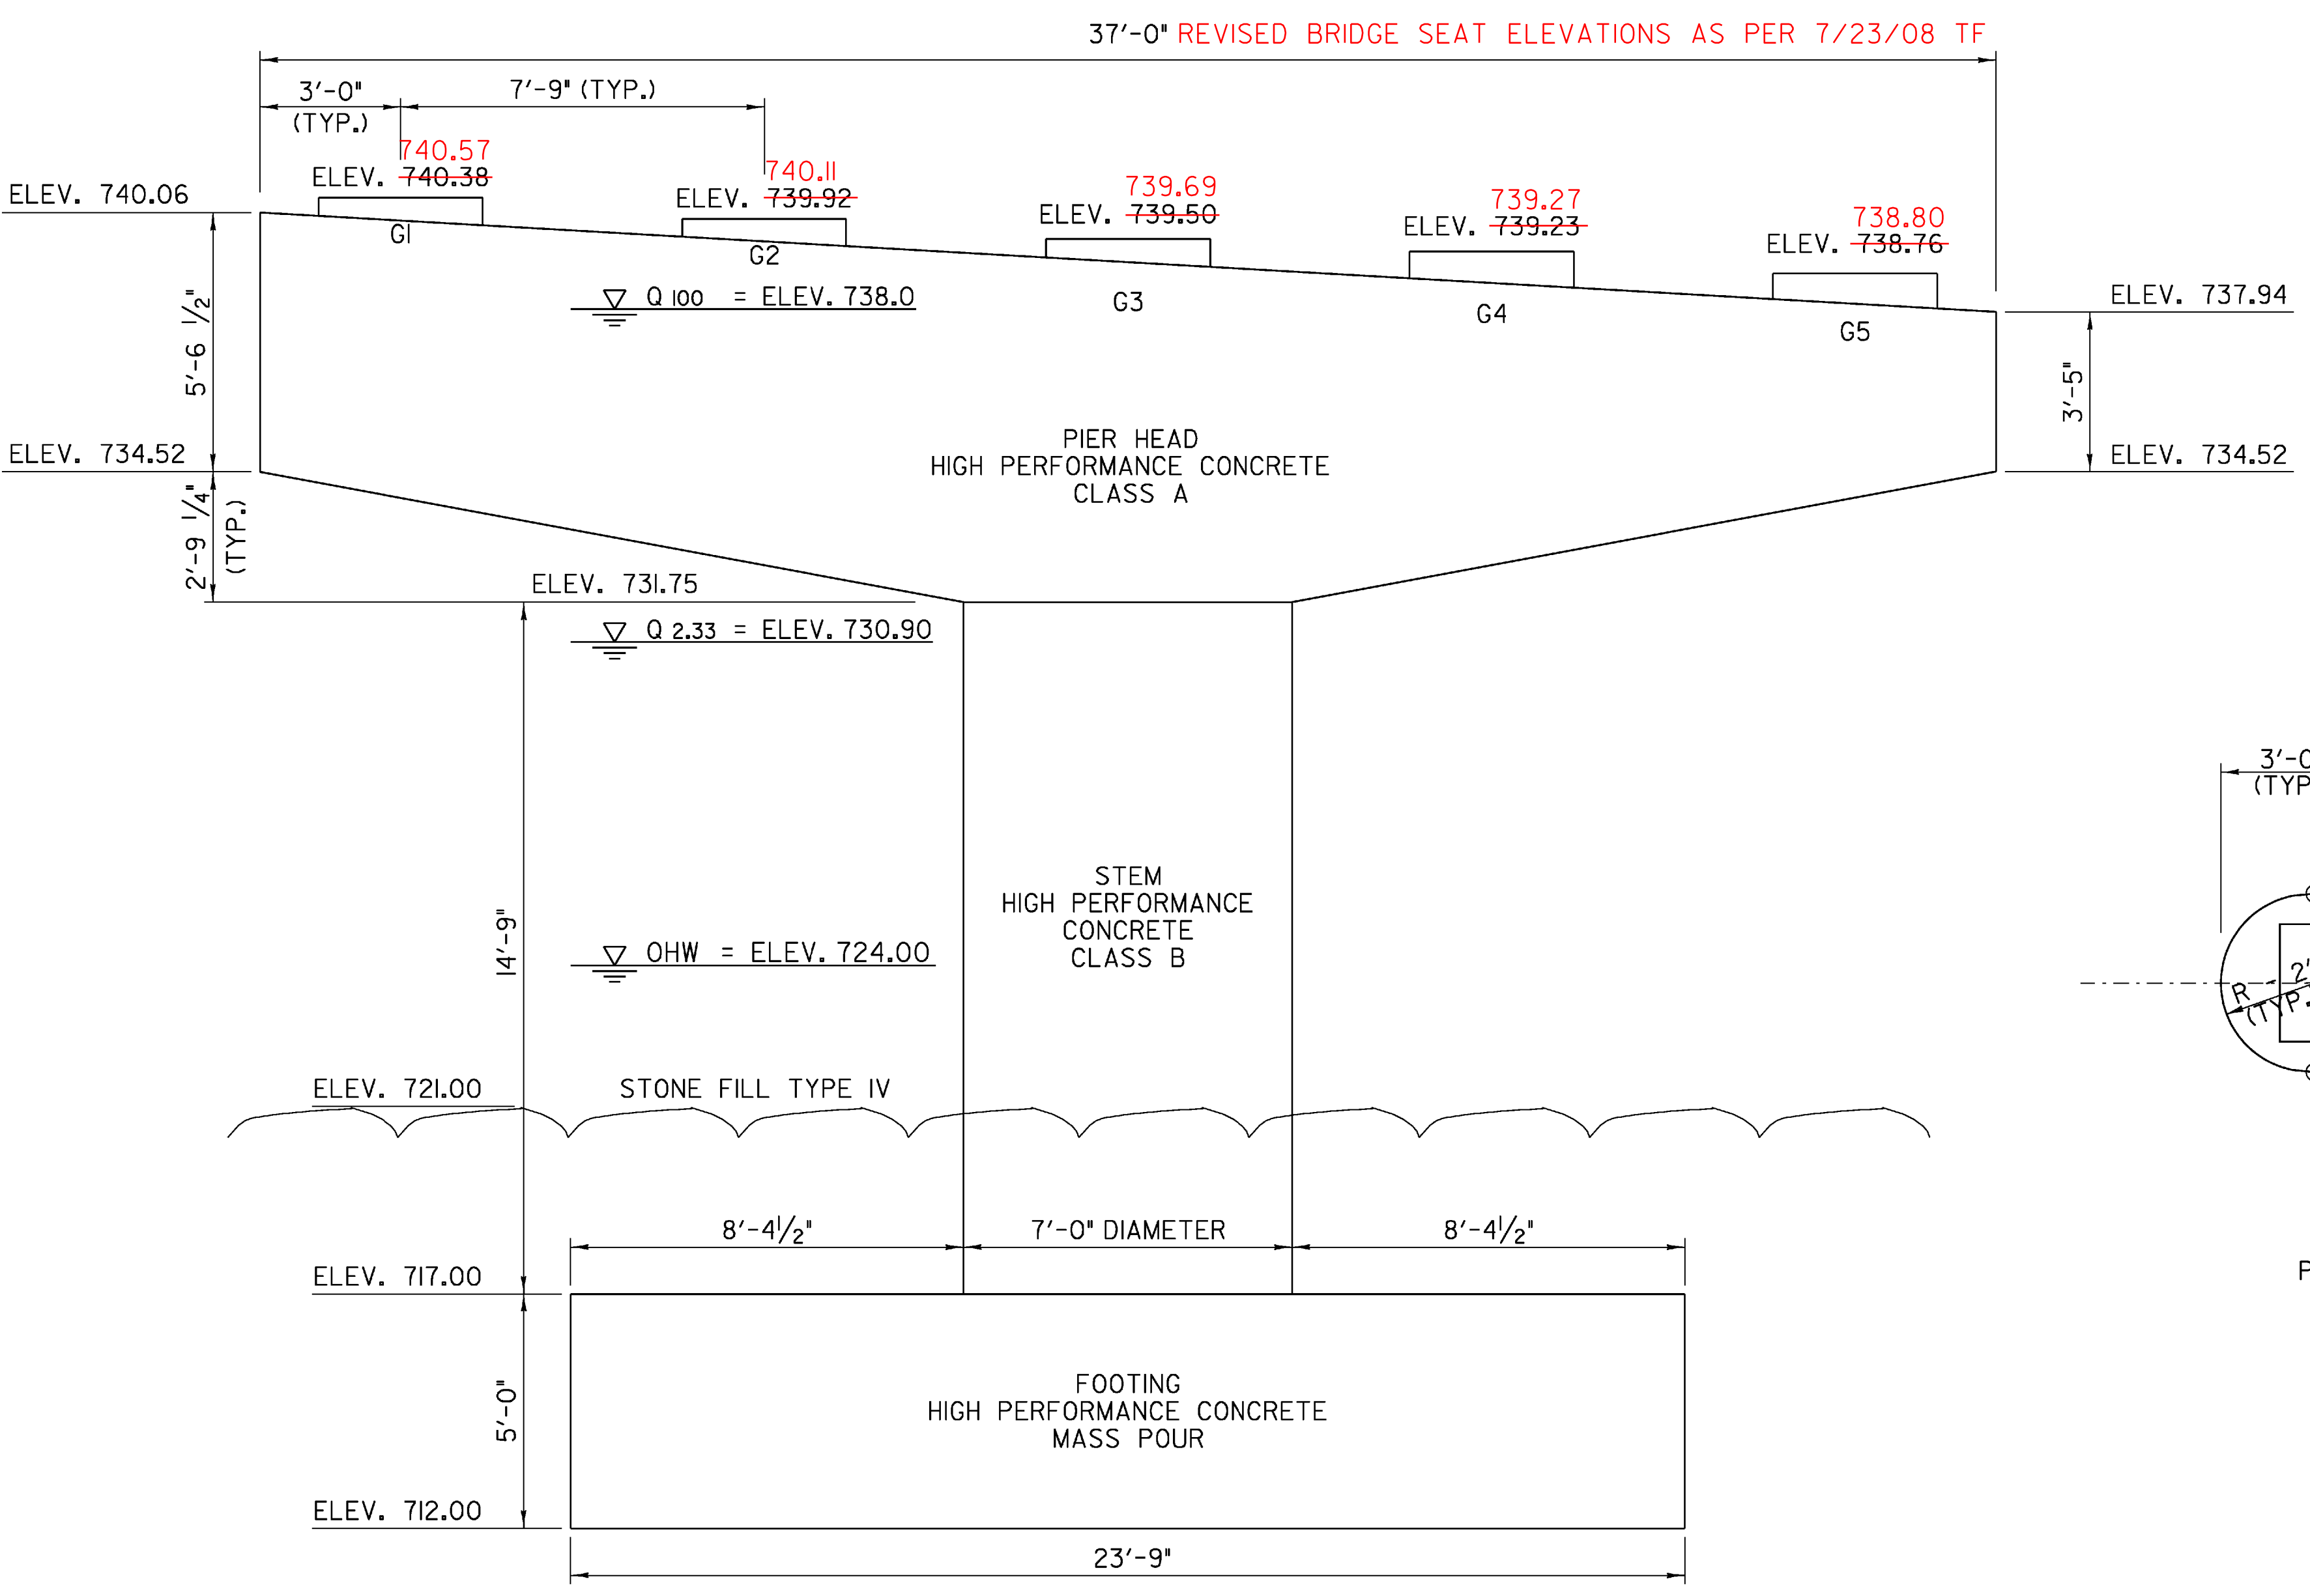 37'-0" REVISED BRIDGE SEAT ELEVATIONS AS PER 7/23/08 TF
3'-0"
(TYP.)
7'-9" (TYP.)
740.57
ELEV. 740.38
740.11
ELEV. 739.92
739.69
ELEV. 739.50
739.27
ELEV. 739.23
738.80
ELEV. 738.76
ELEV. 740.06
G1
G2
G3
G4
G5
Q 100 = ELEV. 738.0
ELEV. 737.94
5'-6 1/2"
3'-5"
PIER HEAD
HIGH PERFORMANCE CONCRETE
CLASS A
ELEV. 734.52
ELEV. 734.52
2'-9 1/4"
(TYP.)
ELEV. 731.75
Q 2.33 = ELEV. 730.90
14'-9"
STEM
HIGH PERFORMANCE
CONCRETE
CLASS B
OHW = ELEV. 724.00
ELEV. 721.00
STONE FILL TYPE IV
8'-4 1/2"
7'-0" DIAMETER
8'-4 1/2"
ELEV. 717.00
5'-0"
FOOTING
HIGH PERFORMANCE CONCRETE
MASS POUR
ELEV. 712.00
23'-9"
3'-0
(TYP
R 2'
(TYP.
P